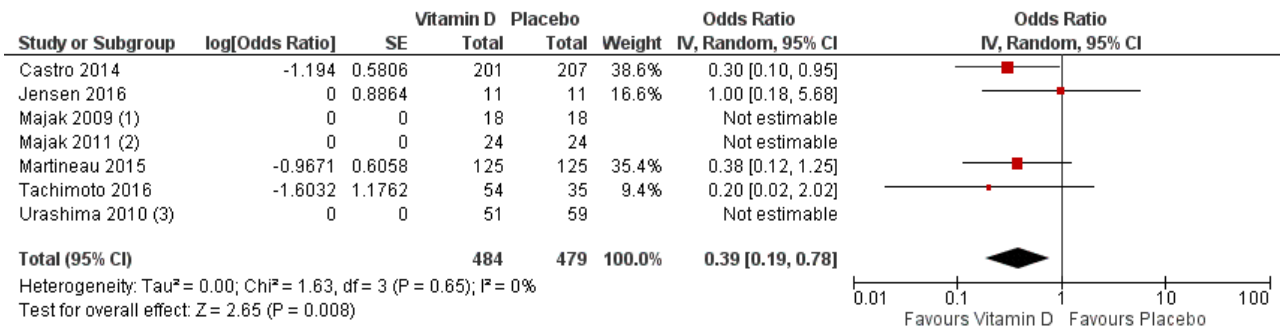 Vitamin D Placebo Odds Ratio Odds Ratio
Study or Subgroup log[Odds Ratio] SE Total Total Weight IV, Random, 95% CI IV, Random, 95% CI
Castro 2014 -1.194 0.5806 201 207 38.6% 0.30 [0.10, 0.95]
Jensen 2016 0 0.8864 11 11 16.6% 1.00 [0.18, 5.68]
Majak 2009 (1) 0 0 18 18 Not estimable
Majak 2011 (2) 0 0 24 24 Not estimable
Martineau 2015 -0.9671 0.6058 125 125 35.4% 0.38 [0.12, 1.25]
Tachimoto 2016 -1.6032 1.1762 54 35 9.4% 0.20 [0.02, 2.02]
Urashima 2010 (3) 0 0 51 59 Not estimable
Total (95% CI) 484 479 100.0% 0.39 [0.19, 0.78]
Heterogeneity: Tau² = 0.00; Chi² = 1.63, df = 3 (P = 0.65); I² = 0%
Test for overall effect: Z = 2.65 (P = 0.008)
0.01 0.1 1 10 100
Favours Vitamin D Favours Placebo